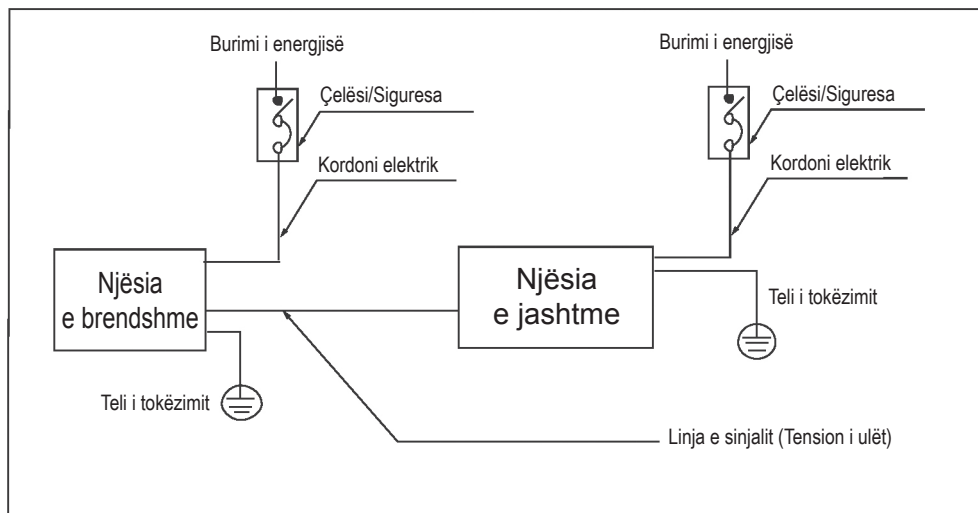 Burimi i energjisë
Burimi i energjisë
Çelësi/Siguresa
Çelësi/Siguresa
Kordoni elektrik
Kordoni elektrik
Njësia
e brendshme
Njësia
e jashtme
Teli i tokëzimit
Teli i tokëzimit
Linja e sinjalit (Tension i ulët)